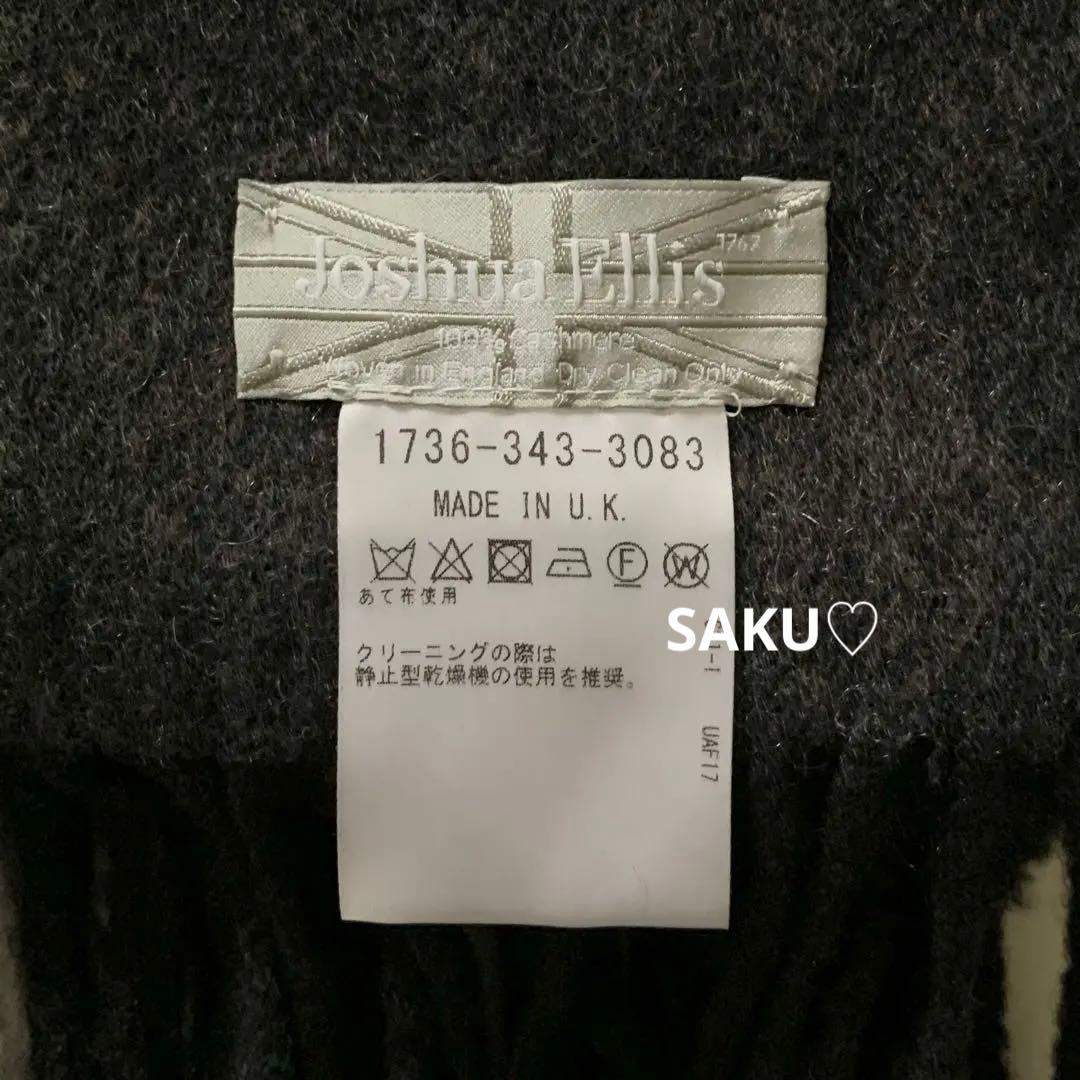 Joshua Ellis 1767
100% Cashmere
Woven in England Dry Clean Only
1736-343-3083
MADE IN U.K.
F W
あて布使用
SAKU♡
クリーニングの際は
静止型乾燥機の使用を推奨。
UAF17